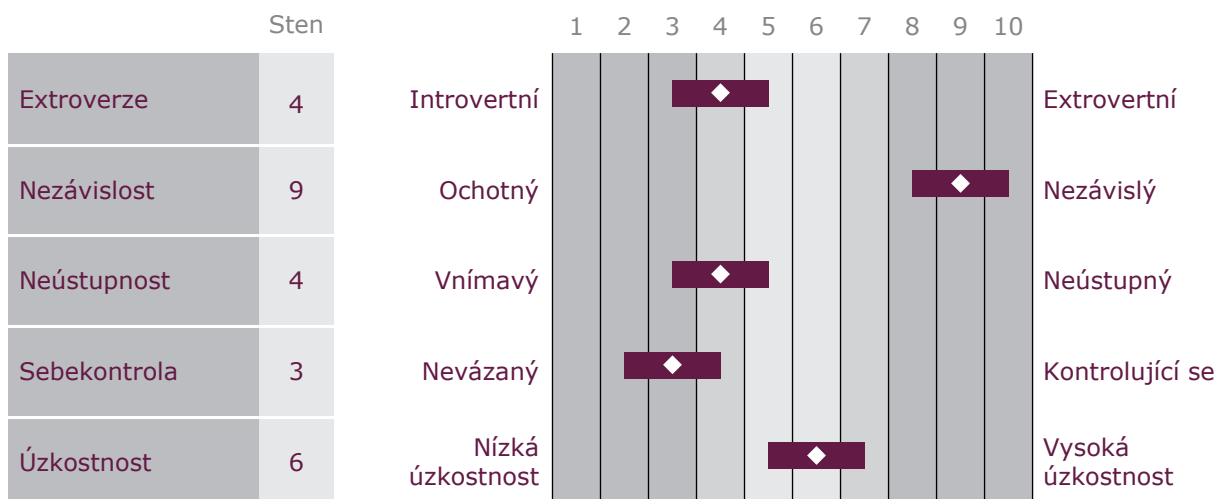 Sten 1 2 3 4 5 6 7 8 9 10
Extroverze 4 Introvertní Extrovertní
Nezávislost 9 Ochotný Nezávislý
Neústupnost 4 Vnímavý Neústupný
Sebekontrola 3 Nevázaný Kontrolující se
Úzkostnost 6 Nízká úzkostnost Vysoká úzkostnost